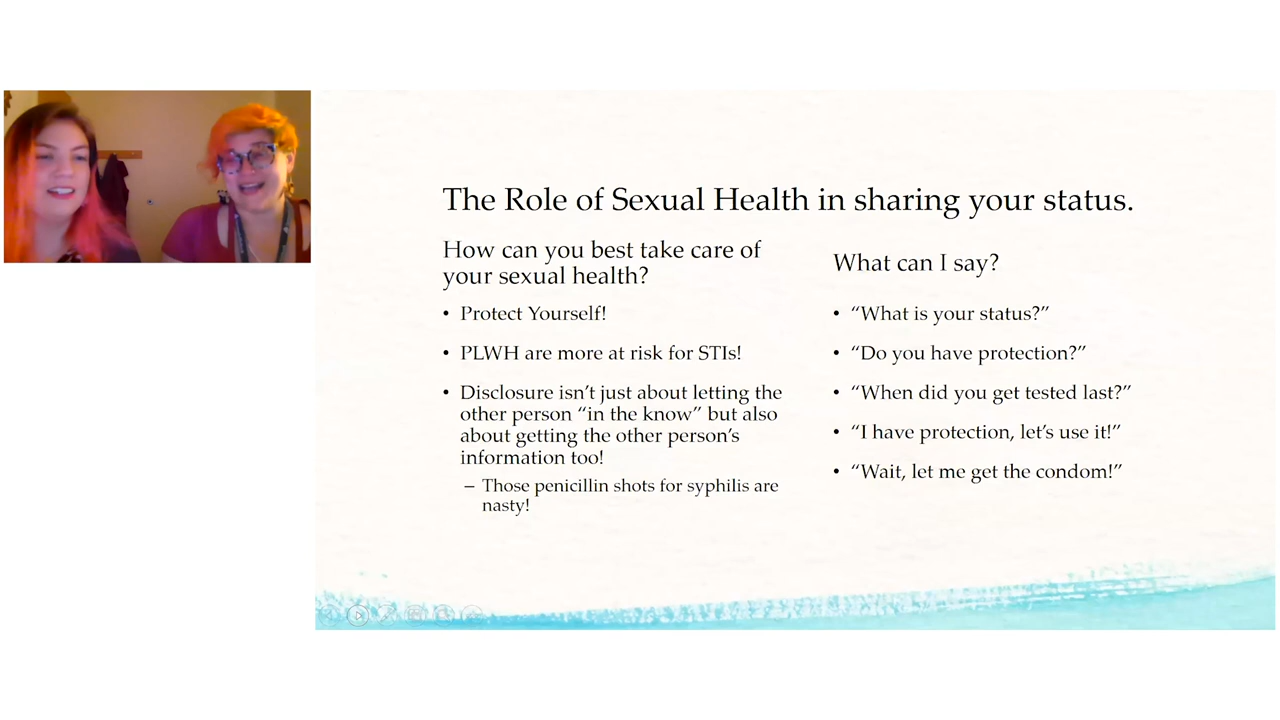 The Role of Sexual Health in sharing your status.
How can you best take care of
your sexual health?
• Protect Yourself!
• PLWH are more at risk for STIs!
• Disclosure isn’t just about letting the
other person “in the know” but also
about getting the other person’s
information too!
– Those penicillin shots for syphilis are
nasty!
What can I say?
• “What is your status?”
• “Do you have protection?”
• “When did you get tested last?”
• “I have protection, let’s use it!”
• “Wait, let me get the condom!”